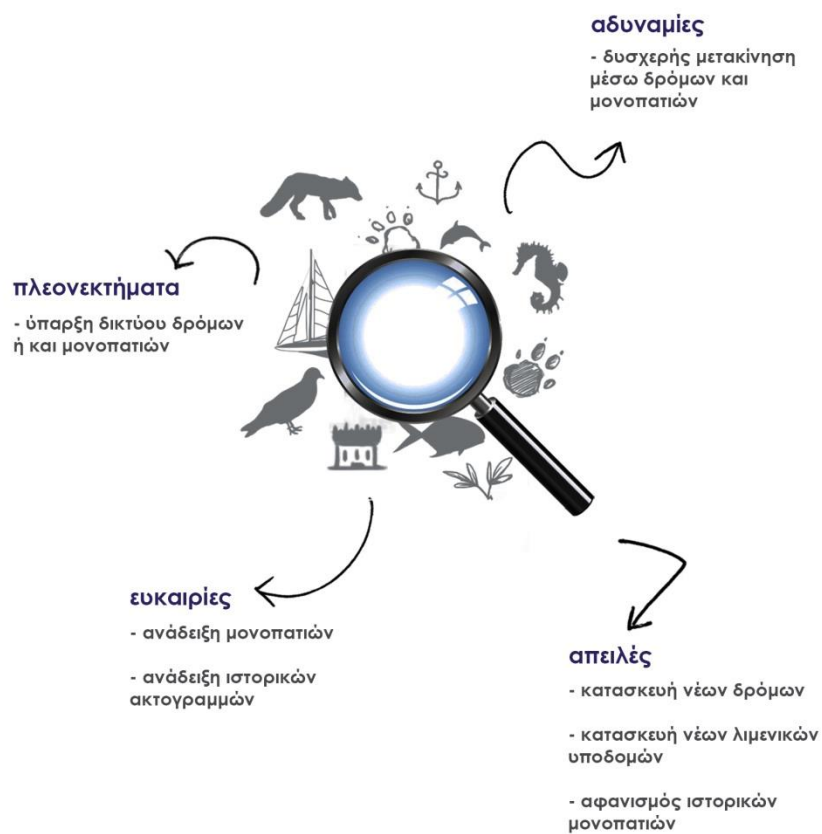 αδυναμίες
- δυσχερής μετακίνηση
μέσω δρόμων και
μονοπατιών
πλεονεκτήματα
- ύπαρξη δικτύου δρόμων
ή και μονοπατιών
ευκαιρίες
- ανάδειξη μονοπατιών
- ανάδειξη ιστορικών
ακτογραμμών
απειλές
- κατασκευή νέων δρόμων
- κατασκευή νέων λιμενικών
υποδομών
- αφανισμός ιστορικών
μονοπατιών